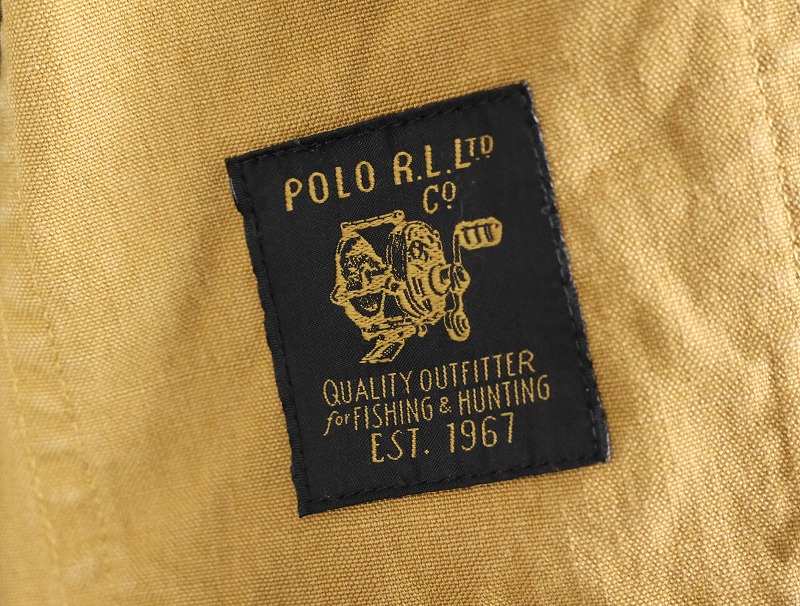 POLO R.L. LTD
CO
QUALITY OUTFITTER
for FISHING & HUNTING
EST. 1967